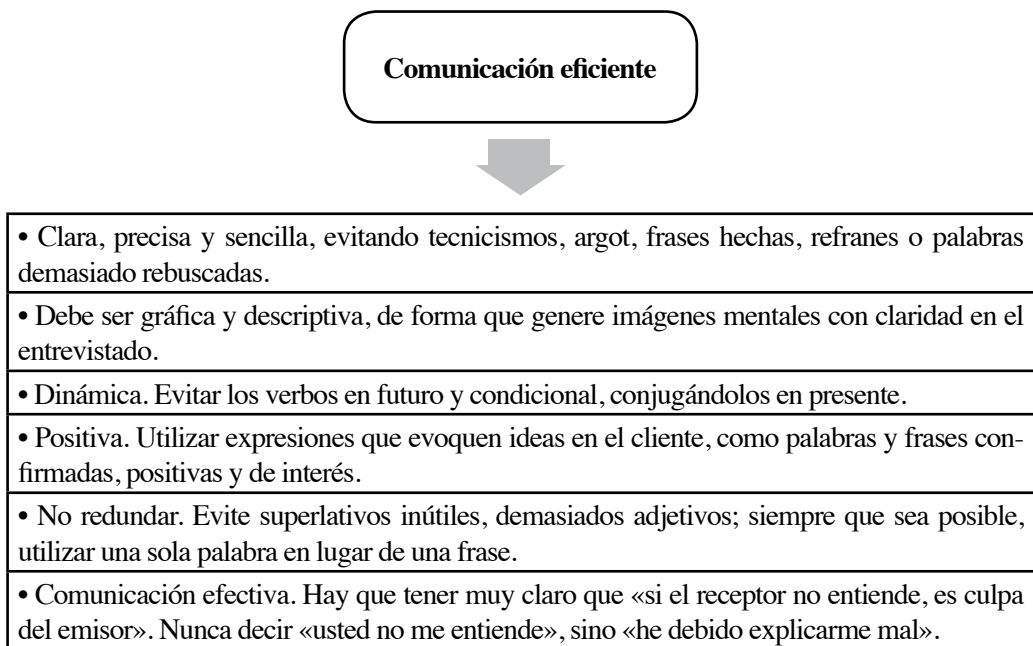 Comunicación eficiente
• Clara, precisa y sencilla, evitando tecnicismos, argot, frases hechas, refranes o palabras
demasiado rebuscadas.
• Debe ser gráfica y descriptiva, de forma que genere imágenes mentales con claridad en el
entrevistado.
• Dinámica. Evitar los verbos en futuro y condicional, conjugándolos en presente.
• Positiva. Utilizar expresiones que evoquen ideas en el cliente, como palabras y frases con-
firmadas, positivas y de interés.
• No redundar. Evite superlativos inútiles, demasiados adjetivos; siempre que sea posible,
utilizar una sola palabra en lugar de una frase.
• Comunicación efectiva. Hay que tener muy claro que «si el receptor no entiende, es culpa
del emisor». Nunca decir «usted no me entiende», sino «he debido explicarme mal».